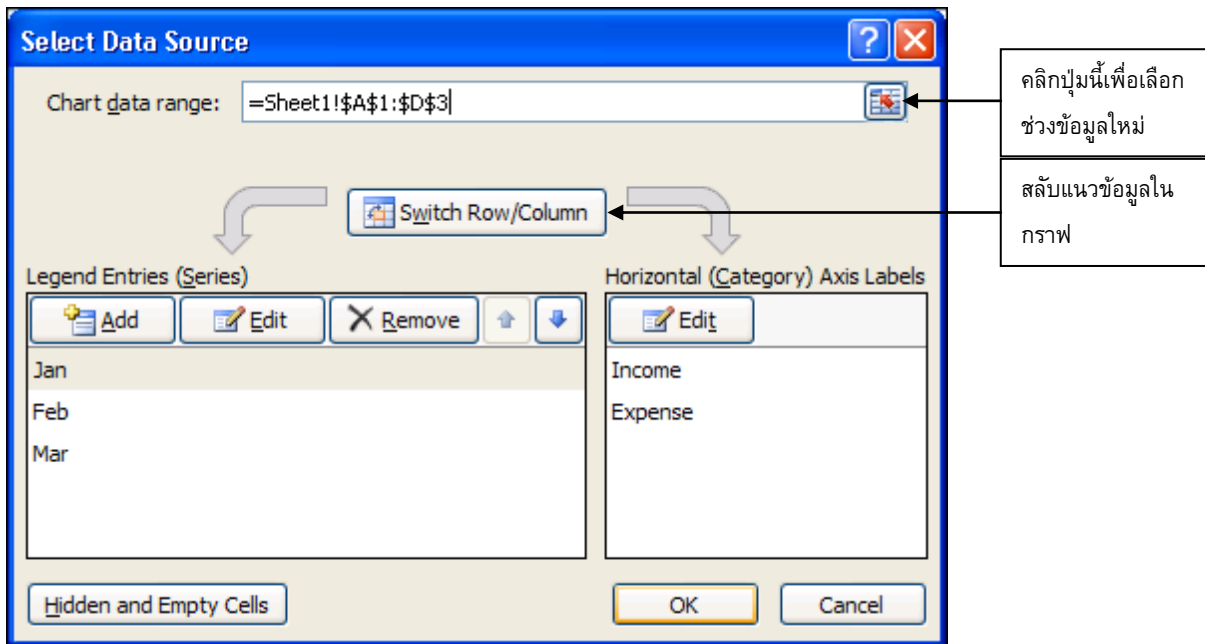 Select Data Source
Chart data range: =Sheet1!$A$1:$D$3
คลิกปุ่มนี้เพื่อเลือก
ช่วงข้อมูลใหม่
Switch Row/Column
สลับแนวข้อมูลใน
กราฟ
Legend Entries (Series)
Horizontal (Category) Axis Labels
Add Edit Remove
Edit
Jan
Feb
Mar
Income
Expense
Hidden and Empty Cells
OK Cancel